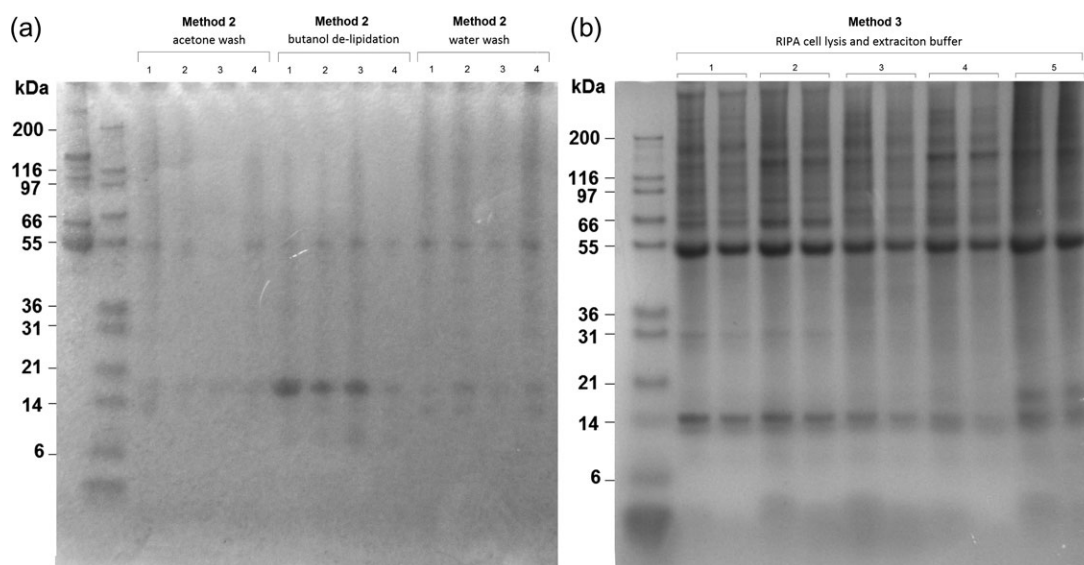 (a)
Method 2
acetone wash
Method 2
butanol de-lipidation
Method 2
water wash
1 2 3 4 1 2 3 4 1 2 3 4
kDa
200
116
97
66
55
36
31
21
14
6
(b)
Method 3
RIPA cell lysis and extraciton buffer
1 2 3 4 5
kDa
200
116
97
66
55
36
31
21
14
6